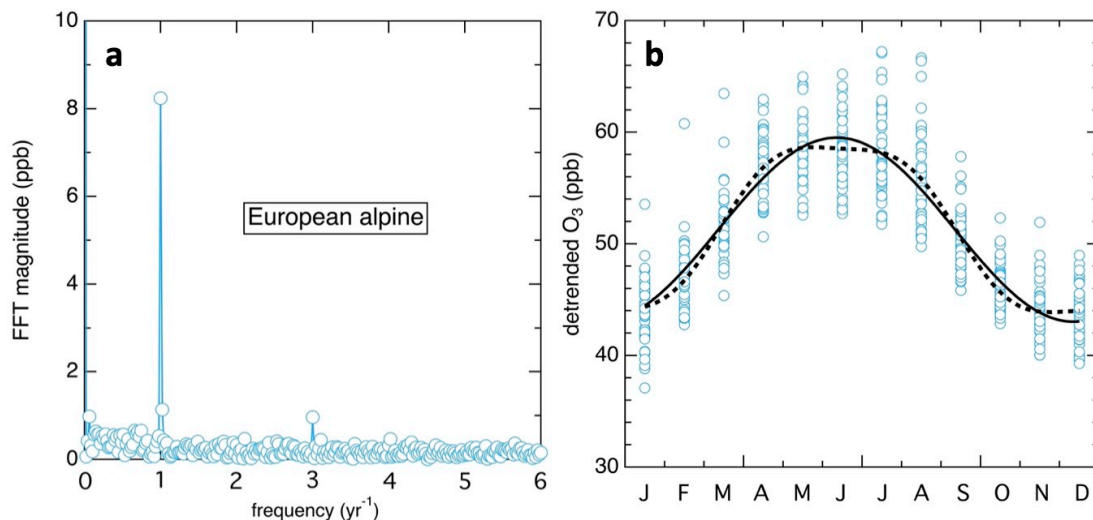 a
FFT magnitude (ppb)
10
8
6
4
2
0
European alpine
0 1 2 3 4 5 6
frequency (yr⁻¹)
b
detrended O₃ (ppb)
70
60
50
40
30
J F M A M J J A S O N D